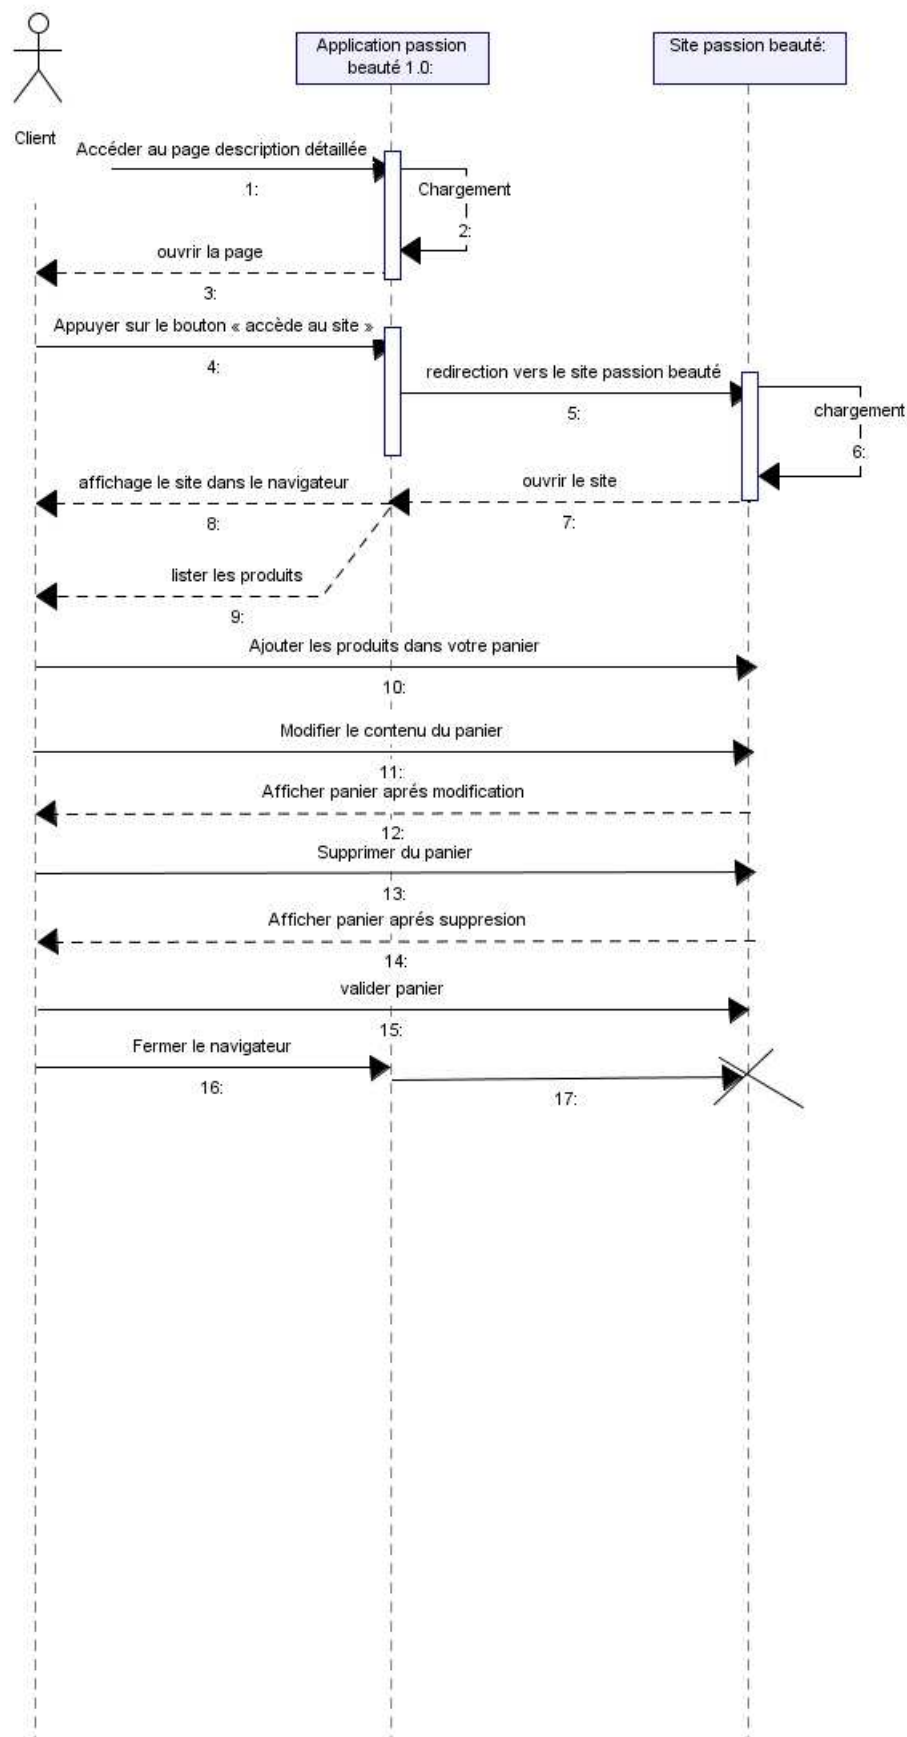 Client
Application passion
beauté 1.0:
Site passion beauté:
Accéder au page description détaillée
1:
Chargement
2:
ouvrir la page
3:
Appuyer sur le bouton « accède au site »
4:
redirection vers le site passion beauté
5:
chargement
6:
ouvrir le site
7:
affichage le site dans le navigateur
8:
lister les produits
9:
Ajouter les produits dans votre panier
10:
Modifier le contenu du panier
11:
Afficher panier aprés modification
12:
Supprimer du panier
13:
Afficher panier aprés suppresion
14:
valider panier
15:
Fermer le navigateur
16:
17: